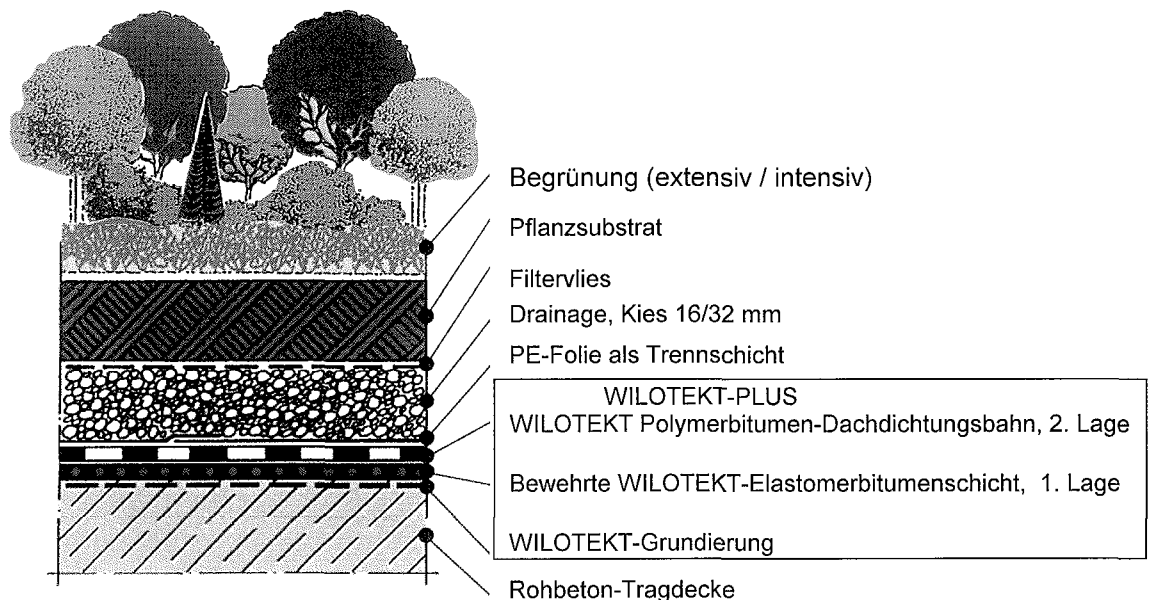 Begrünung (extensiv / intensiv)
Pflanzsubstrat
Filtervlies
Drainage, Kies 16/32 mm
PE-Folie als Trennschicht
WILOTEKT-PLUS
WILOTEKT Polymerbitumen-Dachdichtungsbahn, 2. Lage
Bewehrte WILOTEKT-Elastomerbitumenschicht, 1. Lage
WILOTEKT-Grundierung
Rohbeton-Tragdecke